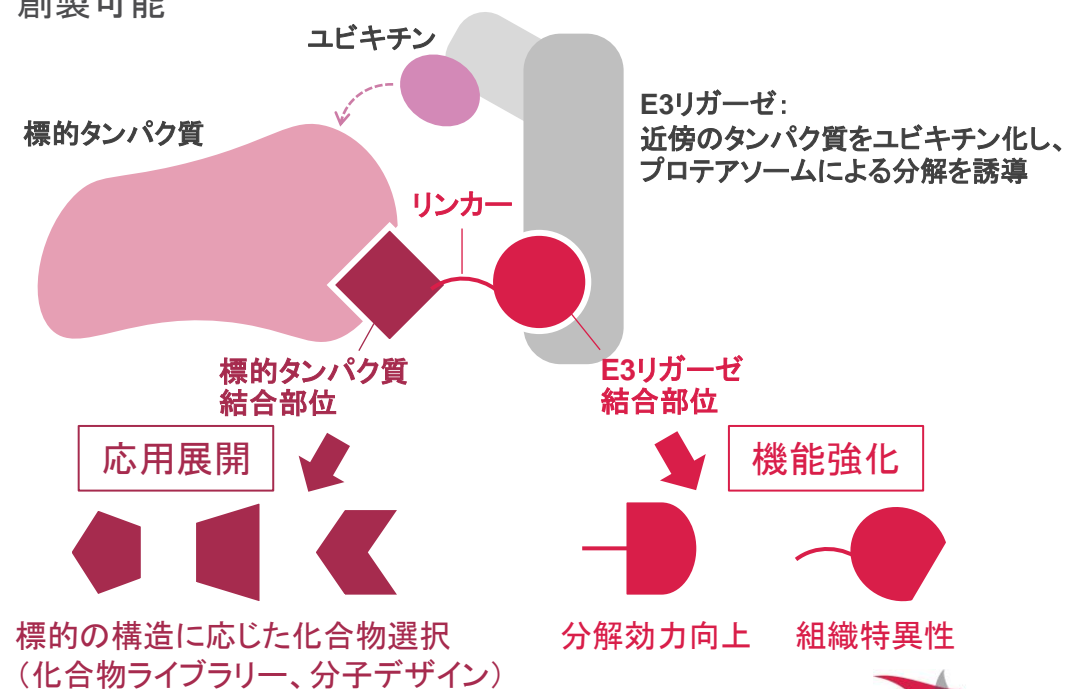 創製可能
ユビキチン
標的タンパク質
E3リガーゼ：
近傍のタンパク質をユビキチン化し、
プロテアソームによる分解を誘導
リンカー
標的タンパク質
結合部位
E3リガーゼ
結合部位
応用展開
機能強化
標的の構造に応じた化合物選択
（化合物ライブラリー、分子デザイン）
分解効力向上
組織特異性